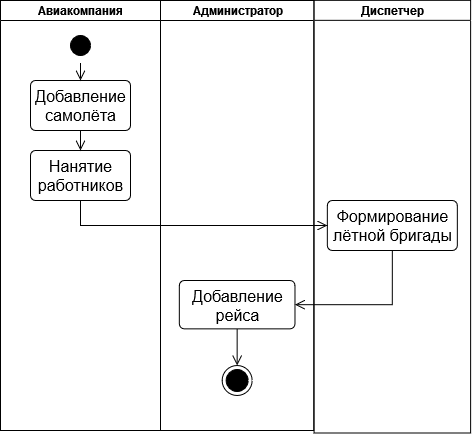 Авиакомпания
Администратор
Диспетчер
Добавление
самолёта
Нанятие
работников
Формирование
лётной бригады
Добавление
рейса